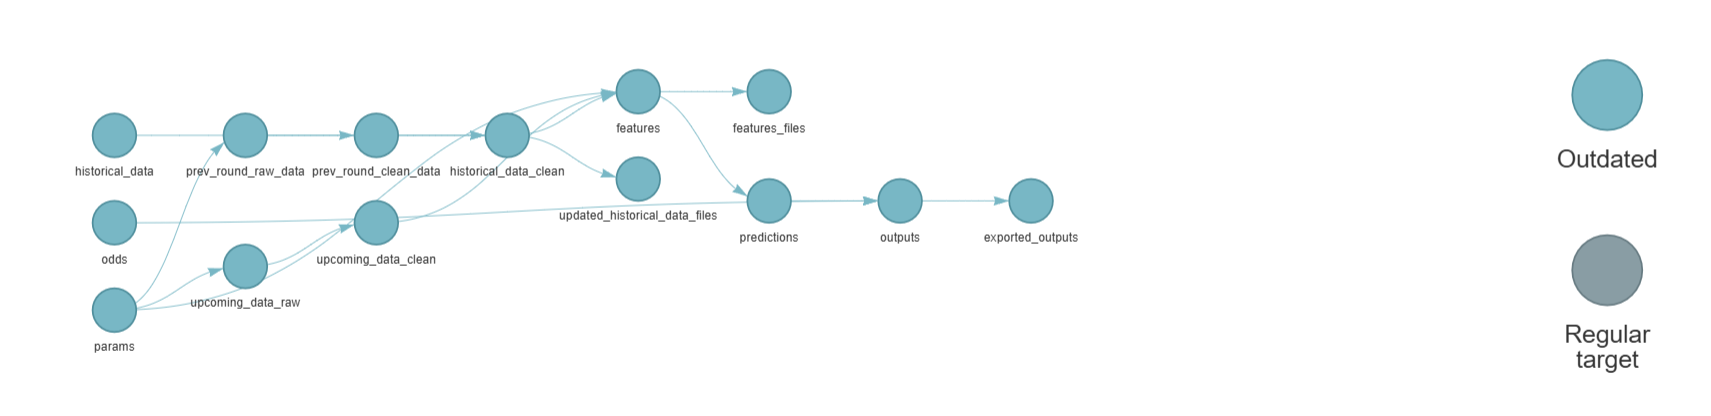 features
features_files
historical_data
prev_round_raw_data
prev_round_clean_data
historical_data_clean
updated_historical_data_files
odds
upcoming_data_clean
predictions
outputs
exported_outputs
upcoming_data_raw
params
Outdated
Regular
target